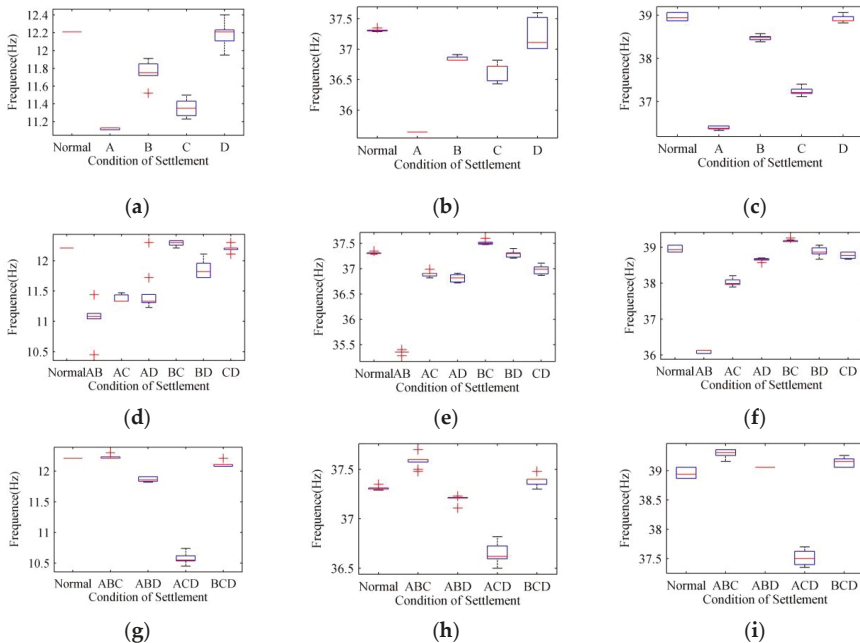 Frequence(Hz)
12.4
12.2
12
11.8
11.6
11.4
11.2
Normal A B C D
Condition of Settlement
(a)
Frequence(Hz)
37.5
37
36.5
36
Normal A B C D
Condition of Settlement
(b)
Frequence(Hz)
39
38
37
Normal A B C D
Condition of Settlement
(c)
Frequence(Hz)
12
11.5
11
10.5
Normal AB AC AD BC BD CD
Condition of Settlement
(d)
Frequence(Hz)
37.5
37
36.5
36
35.5
Normal AB AC AD BC BD CD
Condition of Settlement
(e)
Frequence(Hz)
39
38
37
36
Normal AB AC AD BC BD CD
Condition of Settlement
(f)
Frequence(Hz)
12
11.5
11
10.5
Normal ABC ABD ACD BCD
Condition of Settlement
(g)
Frequence(Hz)
37.5
37
36.5
Normal ABC ABD ACD BCD
Condition of Settlement
(h)
Frequence(Hz)
39
38.5
38
37.5
Normal ABC ABD ACD BCD
Condition of Settlement
(i)